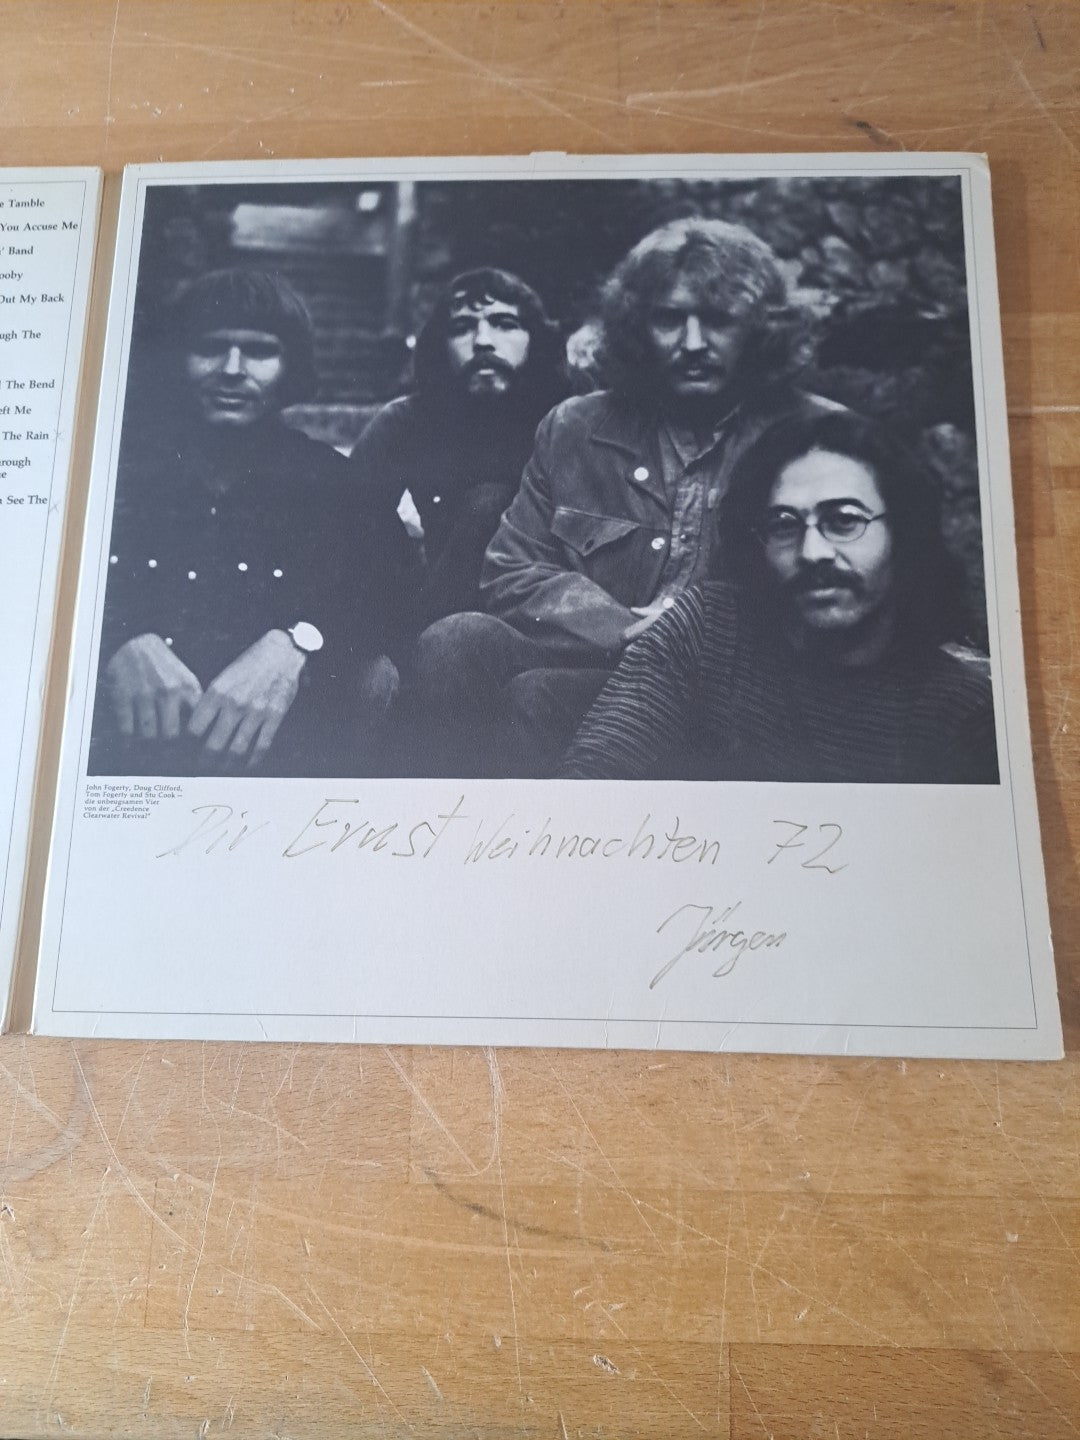 e Tamble
You Accuse Me
' Band
ooby
Out My Back
ugh The
The Bend
eft Me
The Rain
rough
e
See The
John Fogerty, Doug Clifford,
Tom Fogerty und Stu Cook —
die unbeugsamen Vier
von der „Creedence
Clearwater Revival"
Dir Ernst Weihnachten 72
Jürgen